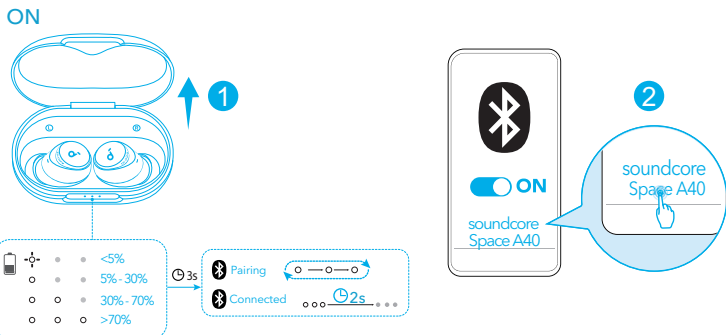 ON
1
L R
<5%
5% - 30%
30% - 70%
>70%
3s
Pairing
Connected
2s
ON
soundcore
Space A40
2
soundcore
Space A40